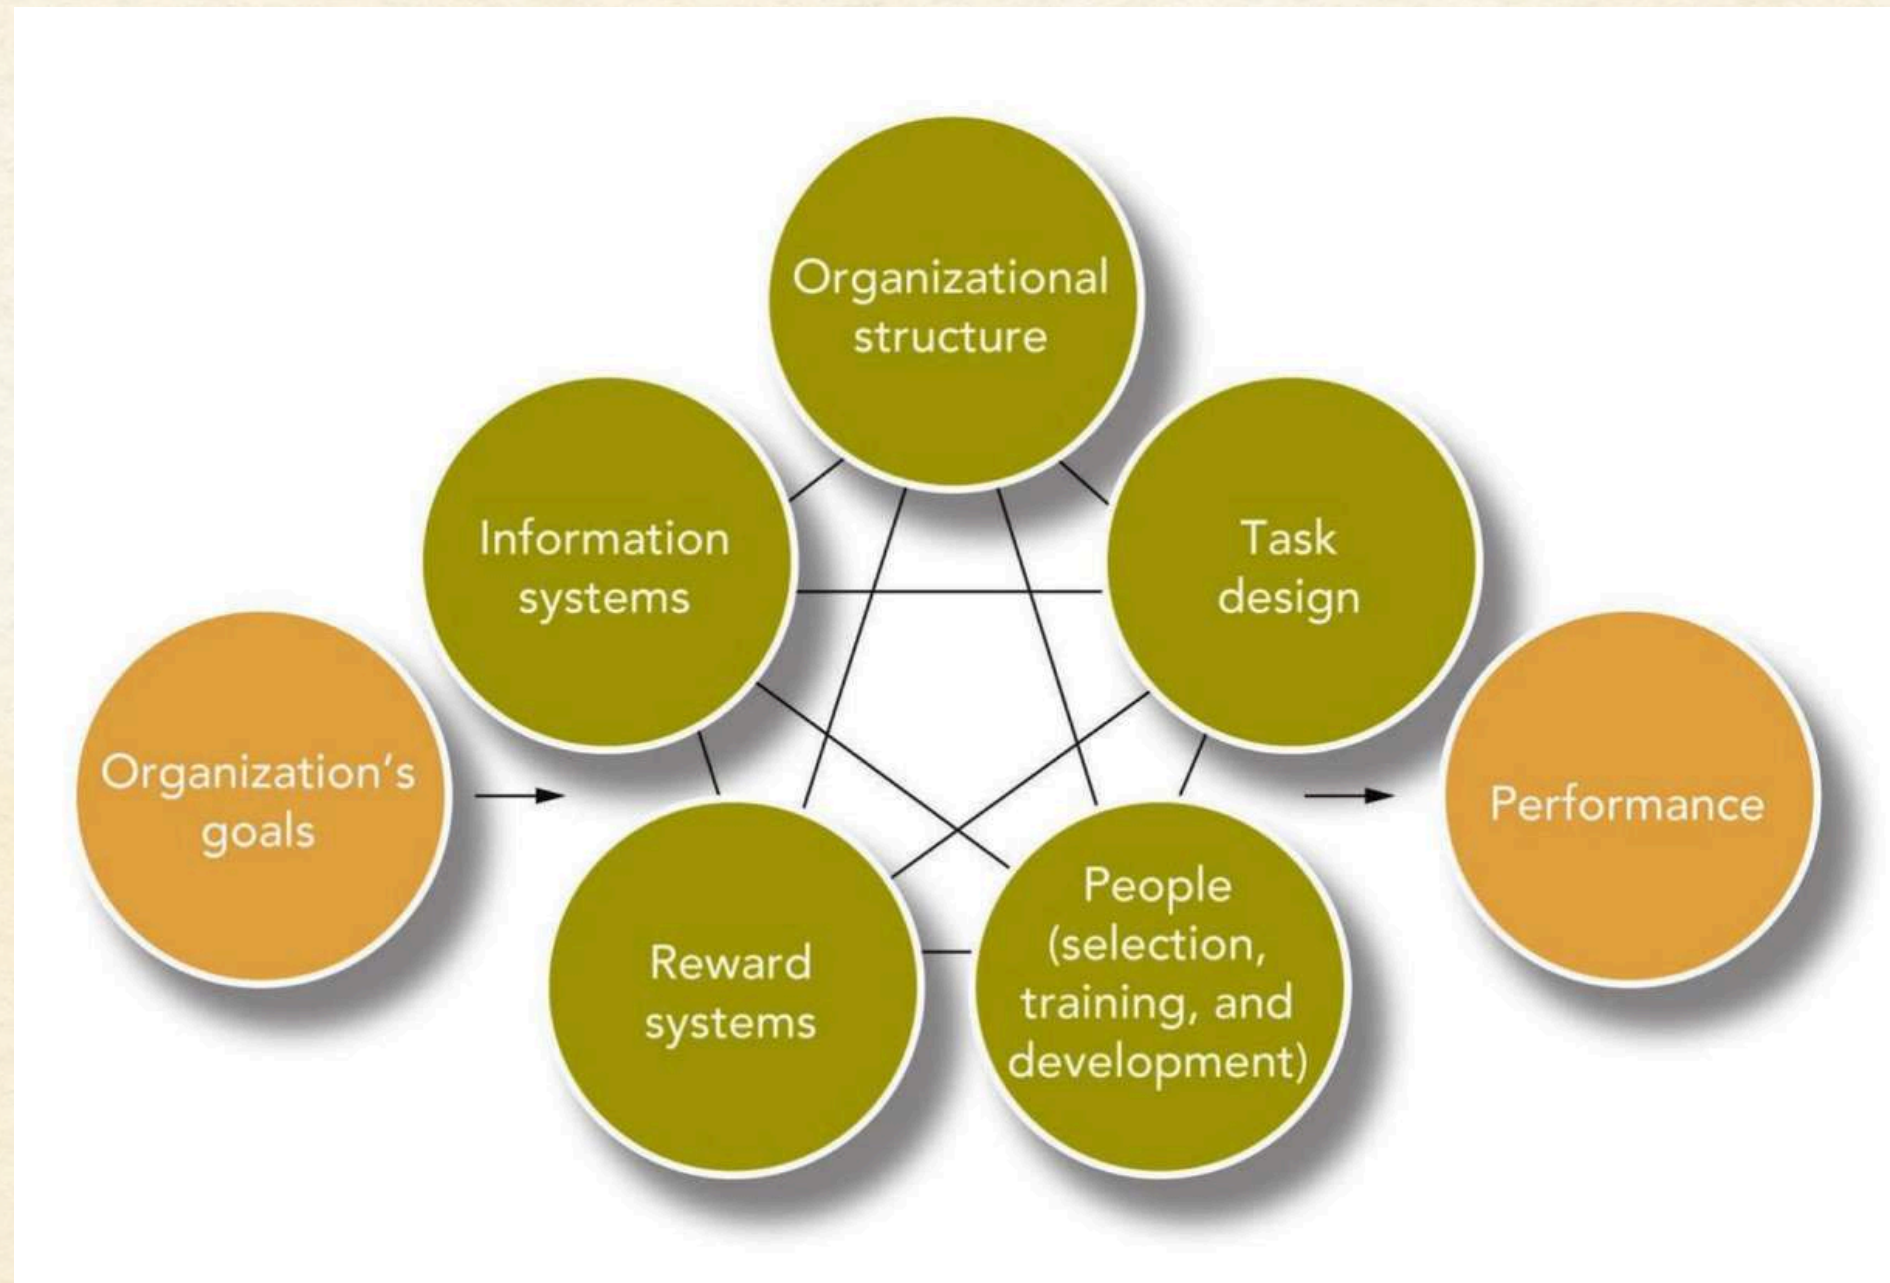 Organizational
structure
Information
systems
Task
design
Organization’s
goals
Performance
Reward
systems
People
(selection,
training, and
development)